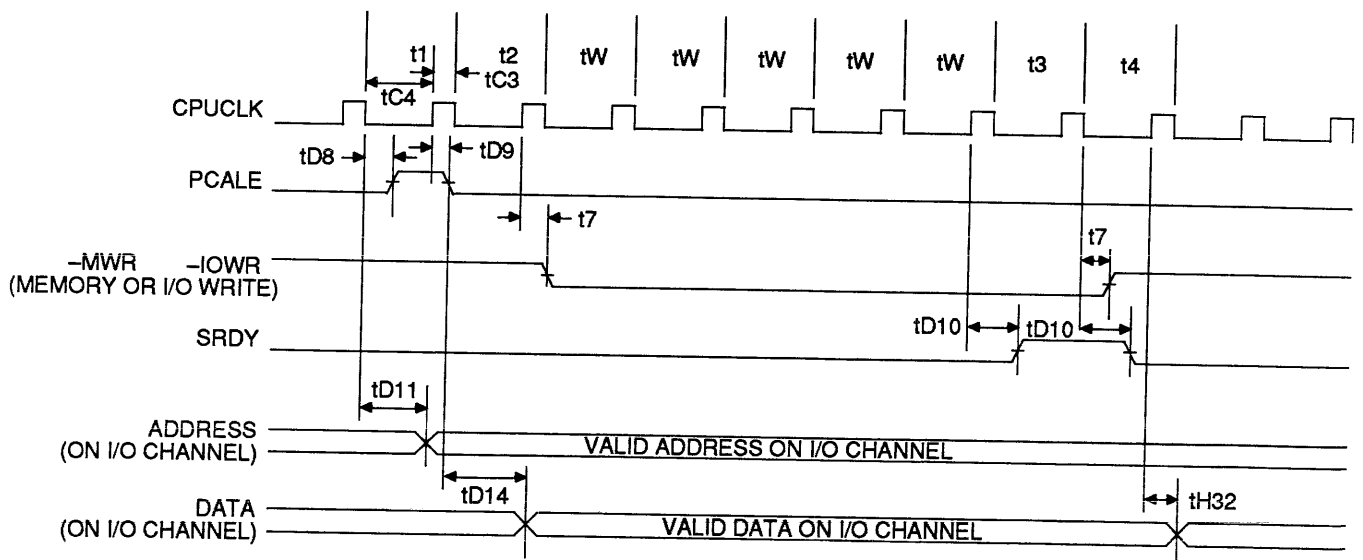 t1 t2 tW tW tW tW tW t3 t4
tC4 tC3
CPUCLK
tD8 tD9
PCALE
t7
t7
–MWR –IOWR
(MEMORY OR I/O WRITE)
tD10 tD10
SRDY
tD11
ADDRESS
(ON I/O CHANNEL)
VALID ADDRESS ON I/O CHANNEL
tD14 tH32
DATA
(ON I/O CHANNEL)
VALID DATA ON I/O CHANNEL